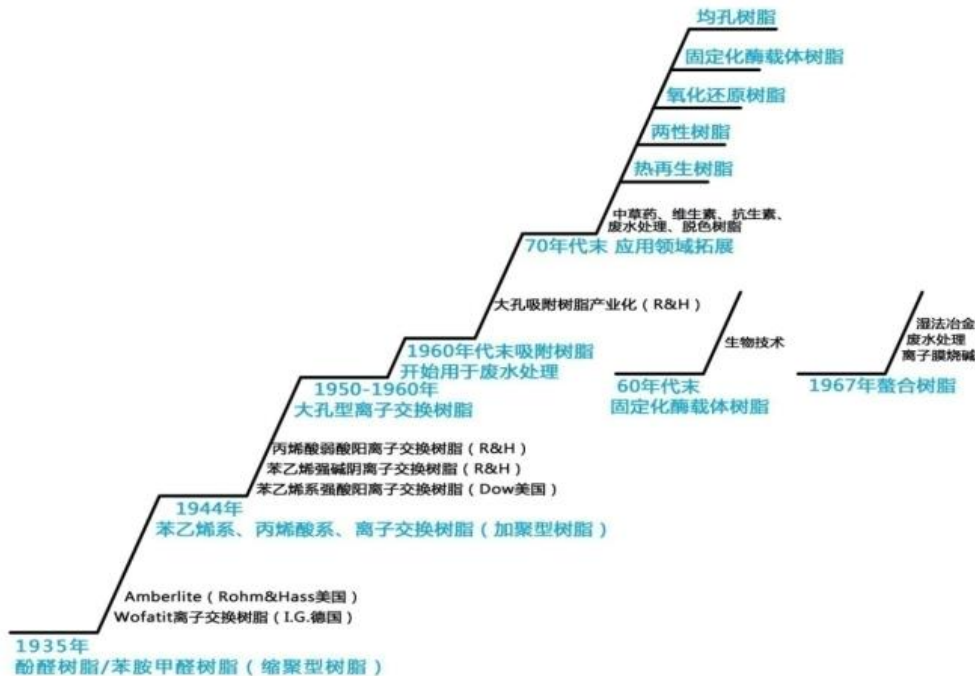 均孔树脂
固定化酶载体树脂
氧化还原树脂
两性树脂
热再生树脂
中草药、维生素、抗生素、
废水处理、脱色树脂
70年代末 应用领域拓展
大孔吸附树脂产业化（R&H）
1960年代末吸附树脂
开始用于废水处理
生物技术
60年代末
固定化酶载体树脂
湿法冶金
废水处理
离子膜烧碱
1967年螯合树脂
1950-1960年
大孔型离子交换树脂
丙烯酸弱酸阳离子交换树脂（R&H）
苯乙烯强碱阴离子交换树脂（R&H）
苯乙烯系强酸阳离子交换树脂（Dow美国）
1944年
苯乙烯系、丙烯酸系、离子交换树脂（加聚型树脂）
Amberlite（Rohm&Hass美国）
Wofatit离子交换树脂（I.G.德国）
1935年
酚醛树脂/苯胺甲醛树脂（缩聚型树脂）